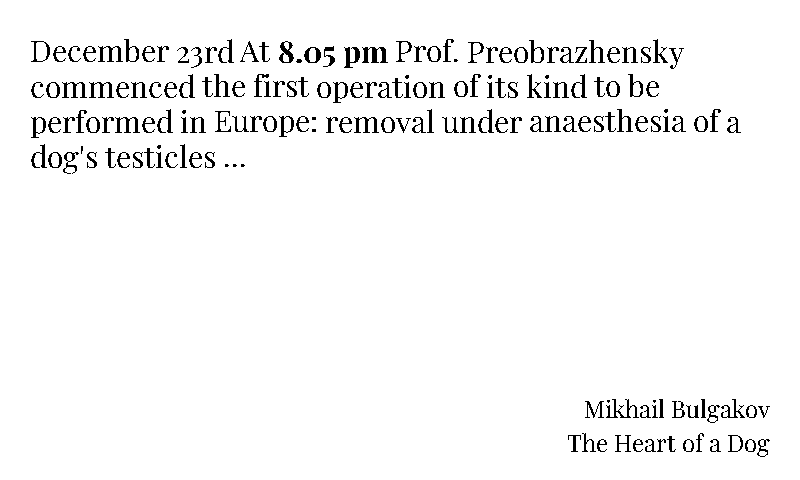 December 23rd At 8.05 pm Prof. Preobrazhensky
commenced the first operation of its kind to be
performed in Europe: removal under anaesthesia of a
dog's testicles ...
Mikhail Bulgakov
The Heart of a Dog